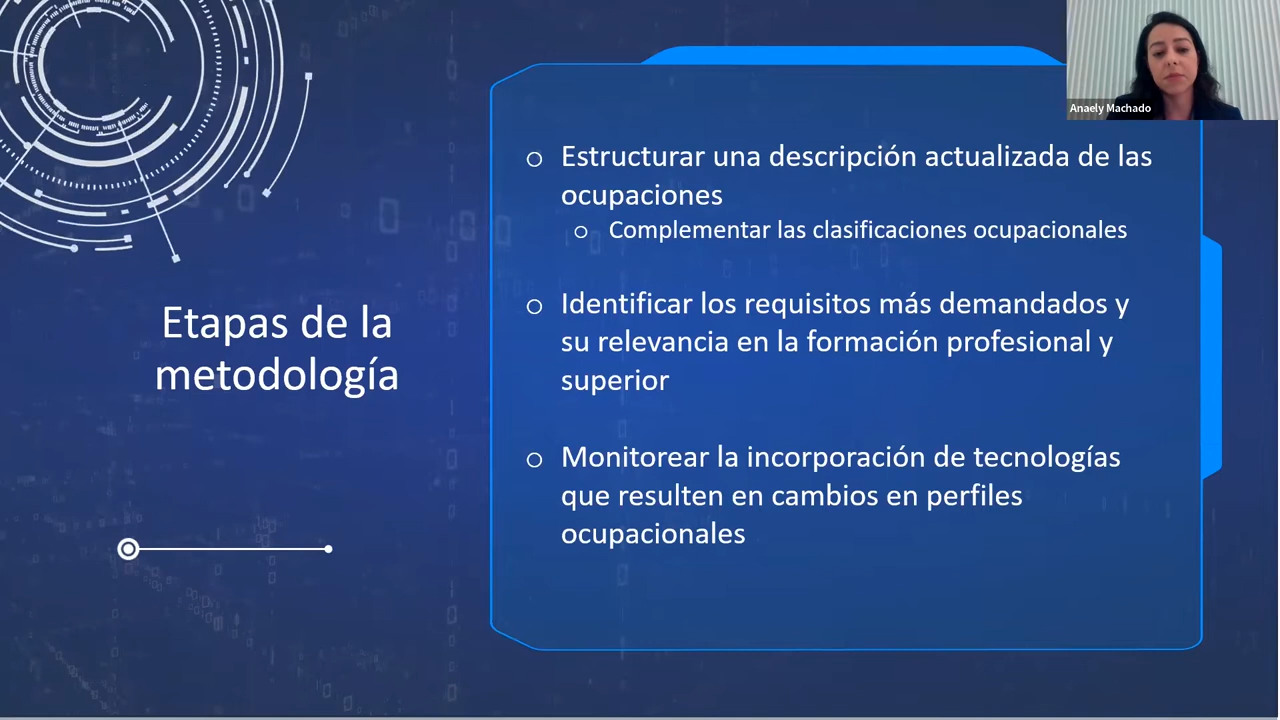 Anaely Machado
Etapas de la
metodología
○ Estructurar una descripción actualizada de las
ocupaciones
○ Complementar las clasificaciones ocupacionales
○ Identificar los requisitos más demandados y
su relevancia en la formación profesional y
superior
○ Monitorear la incorporación de tecnologías
que resulten en cambios en perfiles
ocupacionales